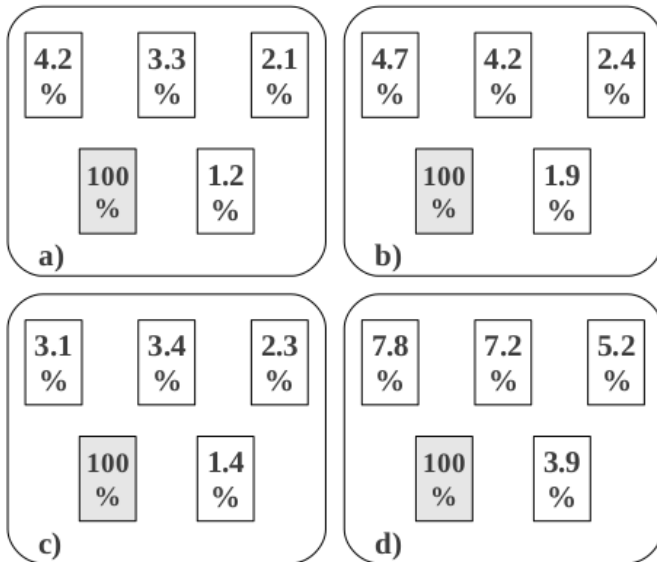 4.2 3.3 2.1
% % %
100 1.2
% %
a)
4.7 4.2 2.4
% % %
100 1.9
% %
b)
3.1 3.4 2.3
% % %
100 1.4
% %
c)
7.8 7.2 5.2
% % %
100 3.9
% %
d)